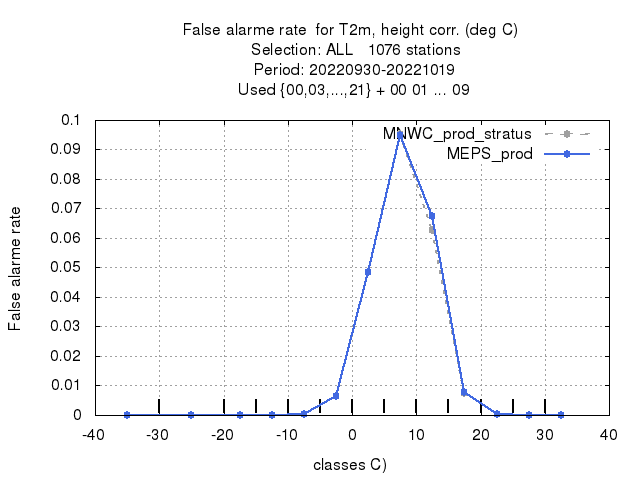 False alarme rate  for T2m, height corr. (deg C)
Selection: ALL   1076 stations
Period: 20220930-20221019
Used {00,03,...,21} + 00 01 ... 09
MNWC_prod_stratus
MEPS_prod
0.1
0.09
0.08
0.07
0.06
0.05
0.04
0.03
0.02
0.01
0
False alarme rate
-40 -30 -20 -10 0 10 20 30 40
classes C)